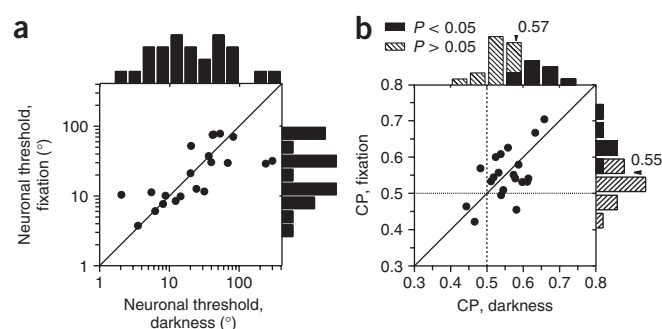 a
Neuronal threshold,
fixation (°)
100
10
1
1
10
100
Neuronal threshold,
darkness (°)
b
P < 0.05
P > 0.05
0.57
CP, fixation
0.8
0.7
0.6
0.5
0.4
0.3
0.3
0.4
0.5
0.6
0.7
0.8
CP, darkness
0.55